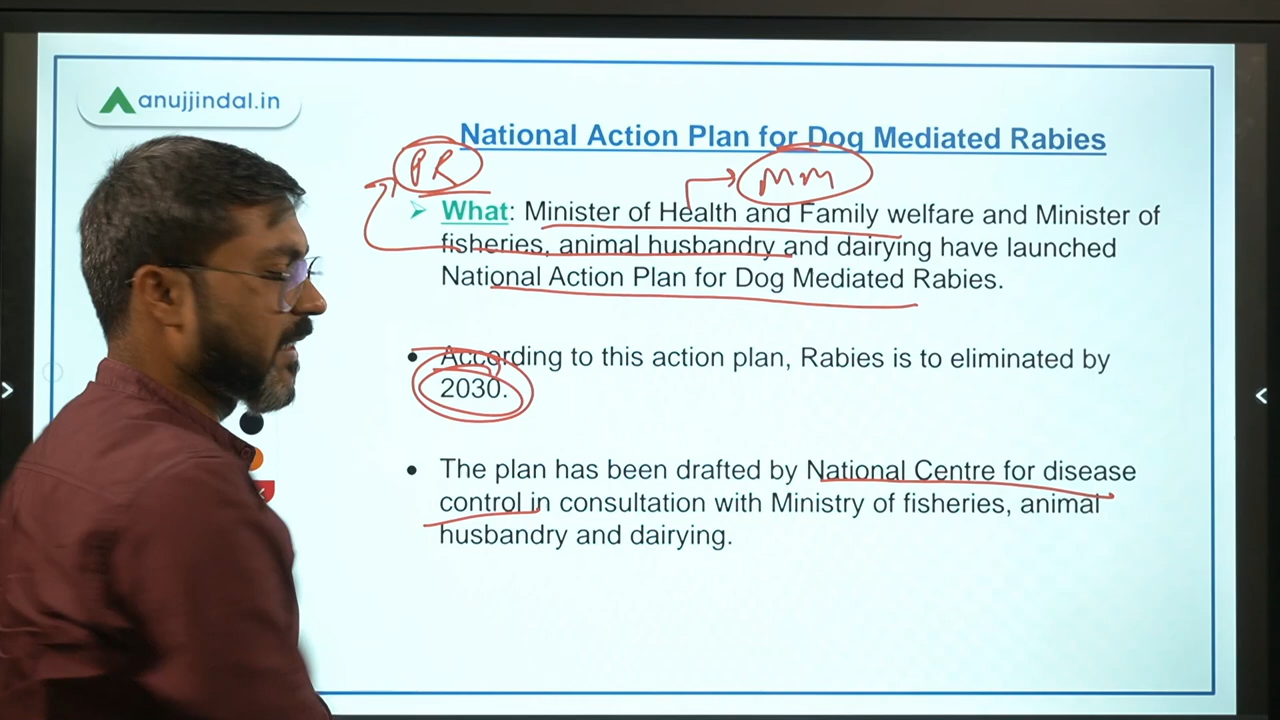 anujjindal.in
National Action Plan for Dog Mediated Rabies
PR
MM
What: Minister of Health and Family welfare and Minister of
fisheries, animal husbandry and dairying have launched
National Action Plan for Dog Mediated Rabies.
According to this action plan, Rabies is to eliminated by
2030.
The plan has been drafted by National Centre for disease
control in consultation with Ministry of fisheries, animal
husbandry and dairying.